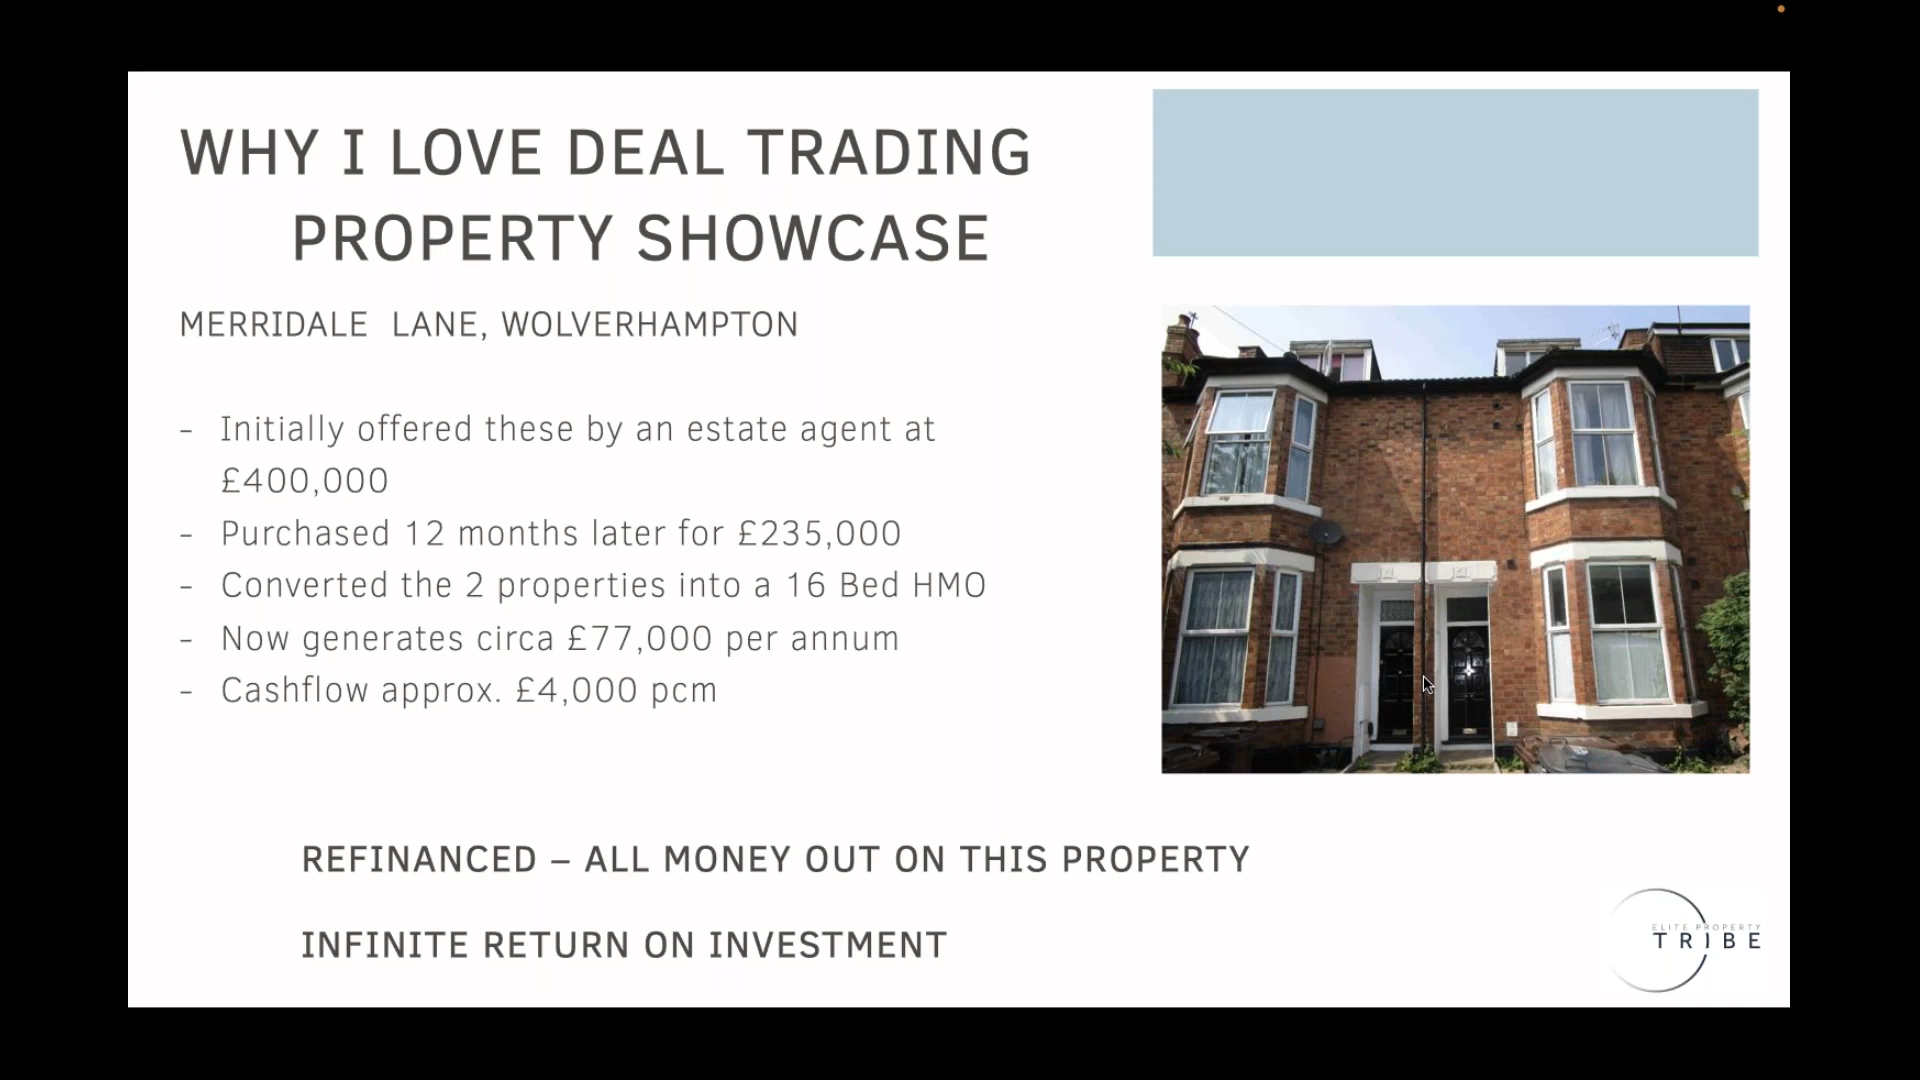 WHY I LOVE DEAL TRADING
PROPERTY SHOWCASE
MERRIDALE LANE, WOLVERHAMPTON
- Initially offered these by an estate agent at
£400,000
- Purchased 12 months later for £235,000
- Converted the 2 properties into a 16 Bed HMO
- Now generates circa £77,000 per annum
- Cashflow approx. £4,000 pcm
REFINANCED – ALL MONEY OUT ON THIS PROPERTY
INFINITE RETURN ON INVESTMENT
ELITE PROPERTY
TRIBE